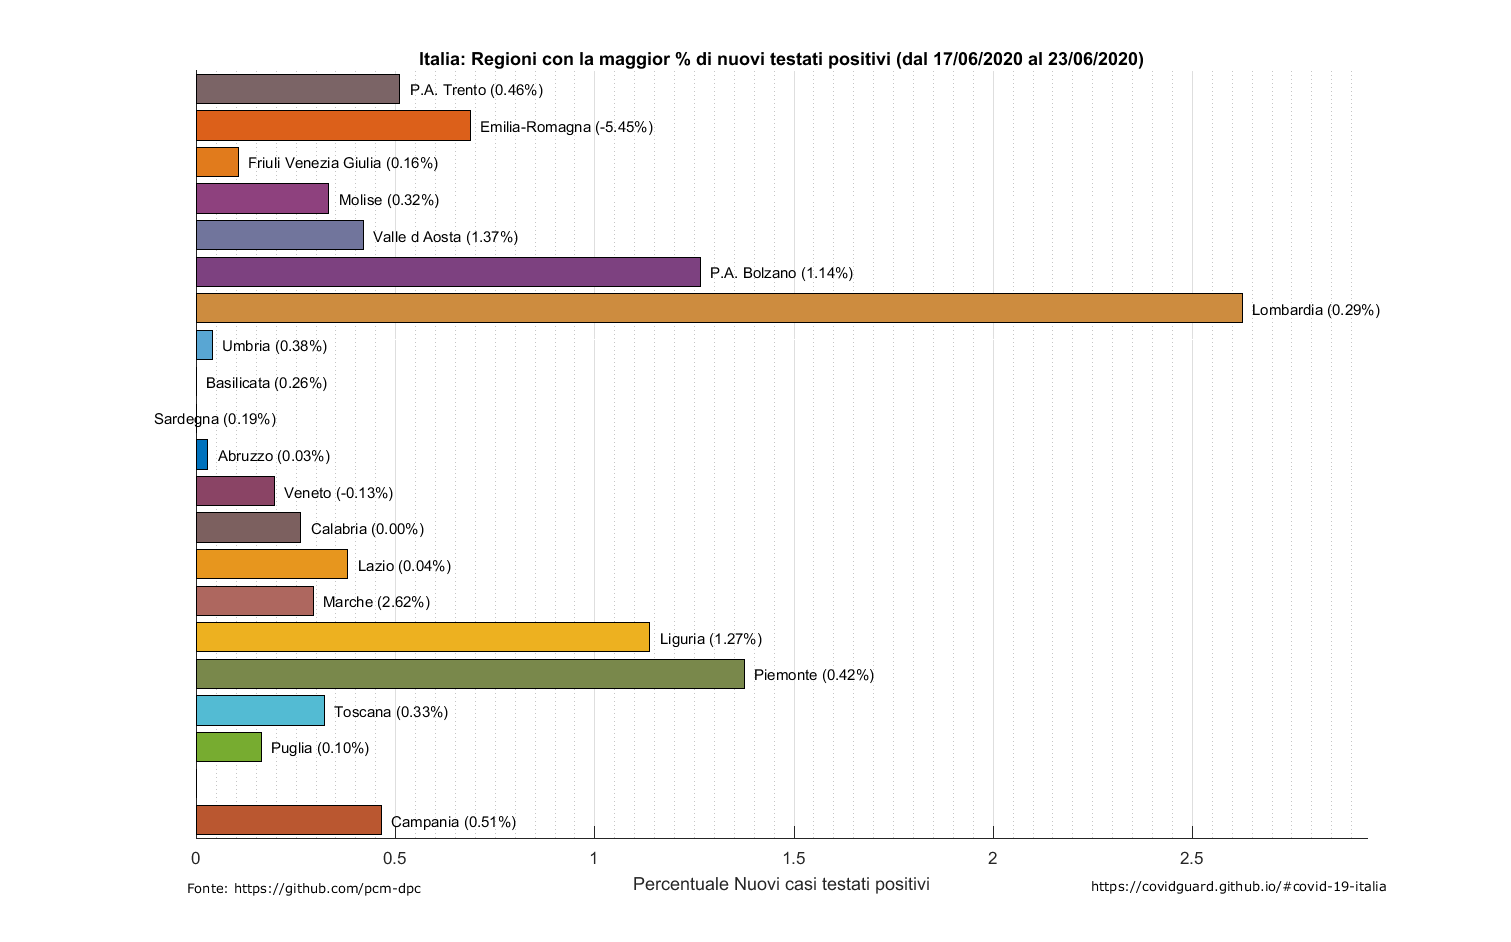 Italia: Regioni con la maggior % di nuovi testati positivi (dal 17/06/2020 al 23/06/2020)
P.A. Trento (0.46%)
Emilia-Romagna (-5.45%)
Friuli Venezia Giulia (0.16%)
Molise (0.32%)
Valle d Aosta (1.37%)
P.A. Bolzano (1.14%)
Lombardia (0.29%)
Umbria (0.38%)
Basilicata (0.26%)
Sardegna (0.19%)
Abruzzo (0.03%)
Veneto (-0.13%)
Calabria (0.00%)
Lazio (0.04%)
Marche (2.62%)
Liguria (1.27%)
Piemonte (0.42%)
Toscana (0.33%)
Puglia (0.10%)
Campania (0.51%)
0 0.5 1 1.5 2 2.5
Percentuale Nuovi casi testati positivi
Fonte: https://github.com/pcm-dpc
https://covidguard.github.io/#covid-19-italia